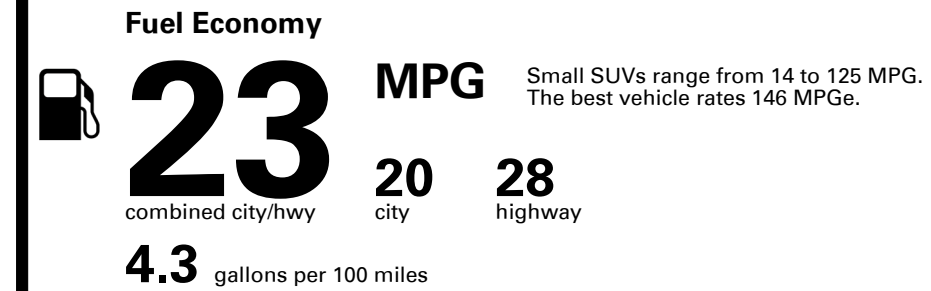 Fuel Economy
23 MPG
Small SUVs range from 14 to 125 MPG.
The best vehicle rates 146 MPGe.
20 28
combined city/hwy city highway
4.3 gallons per 100 miles